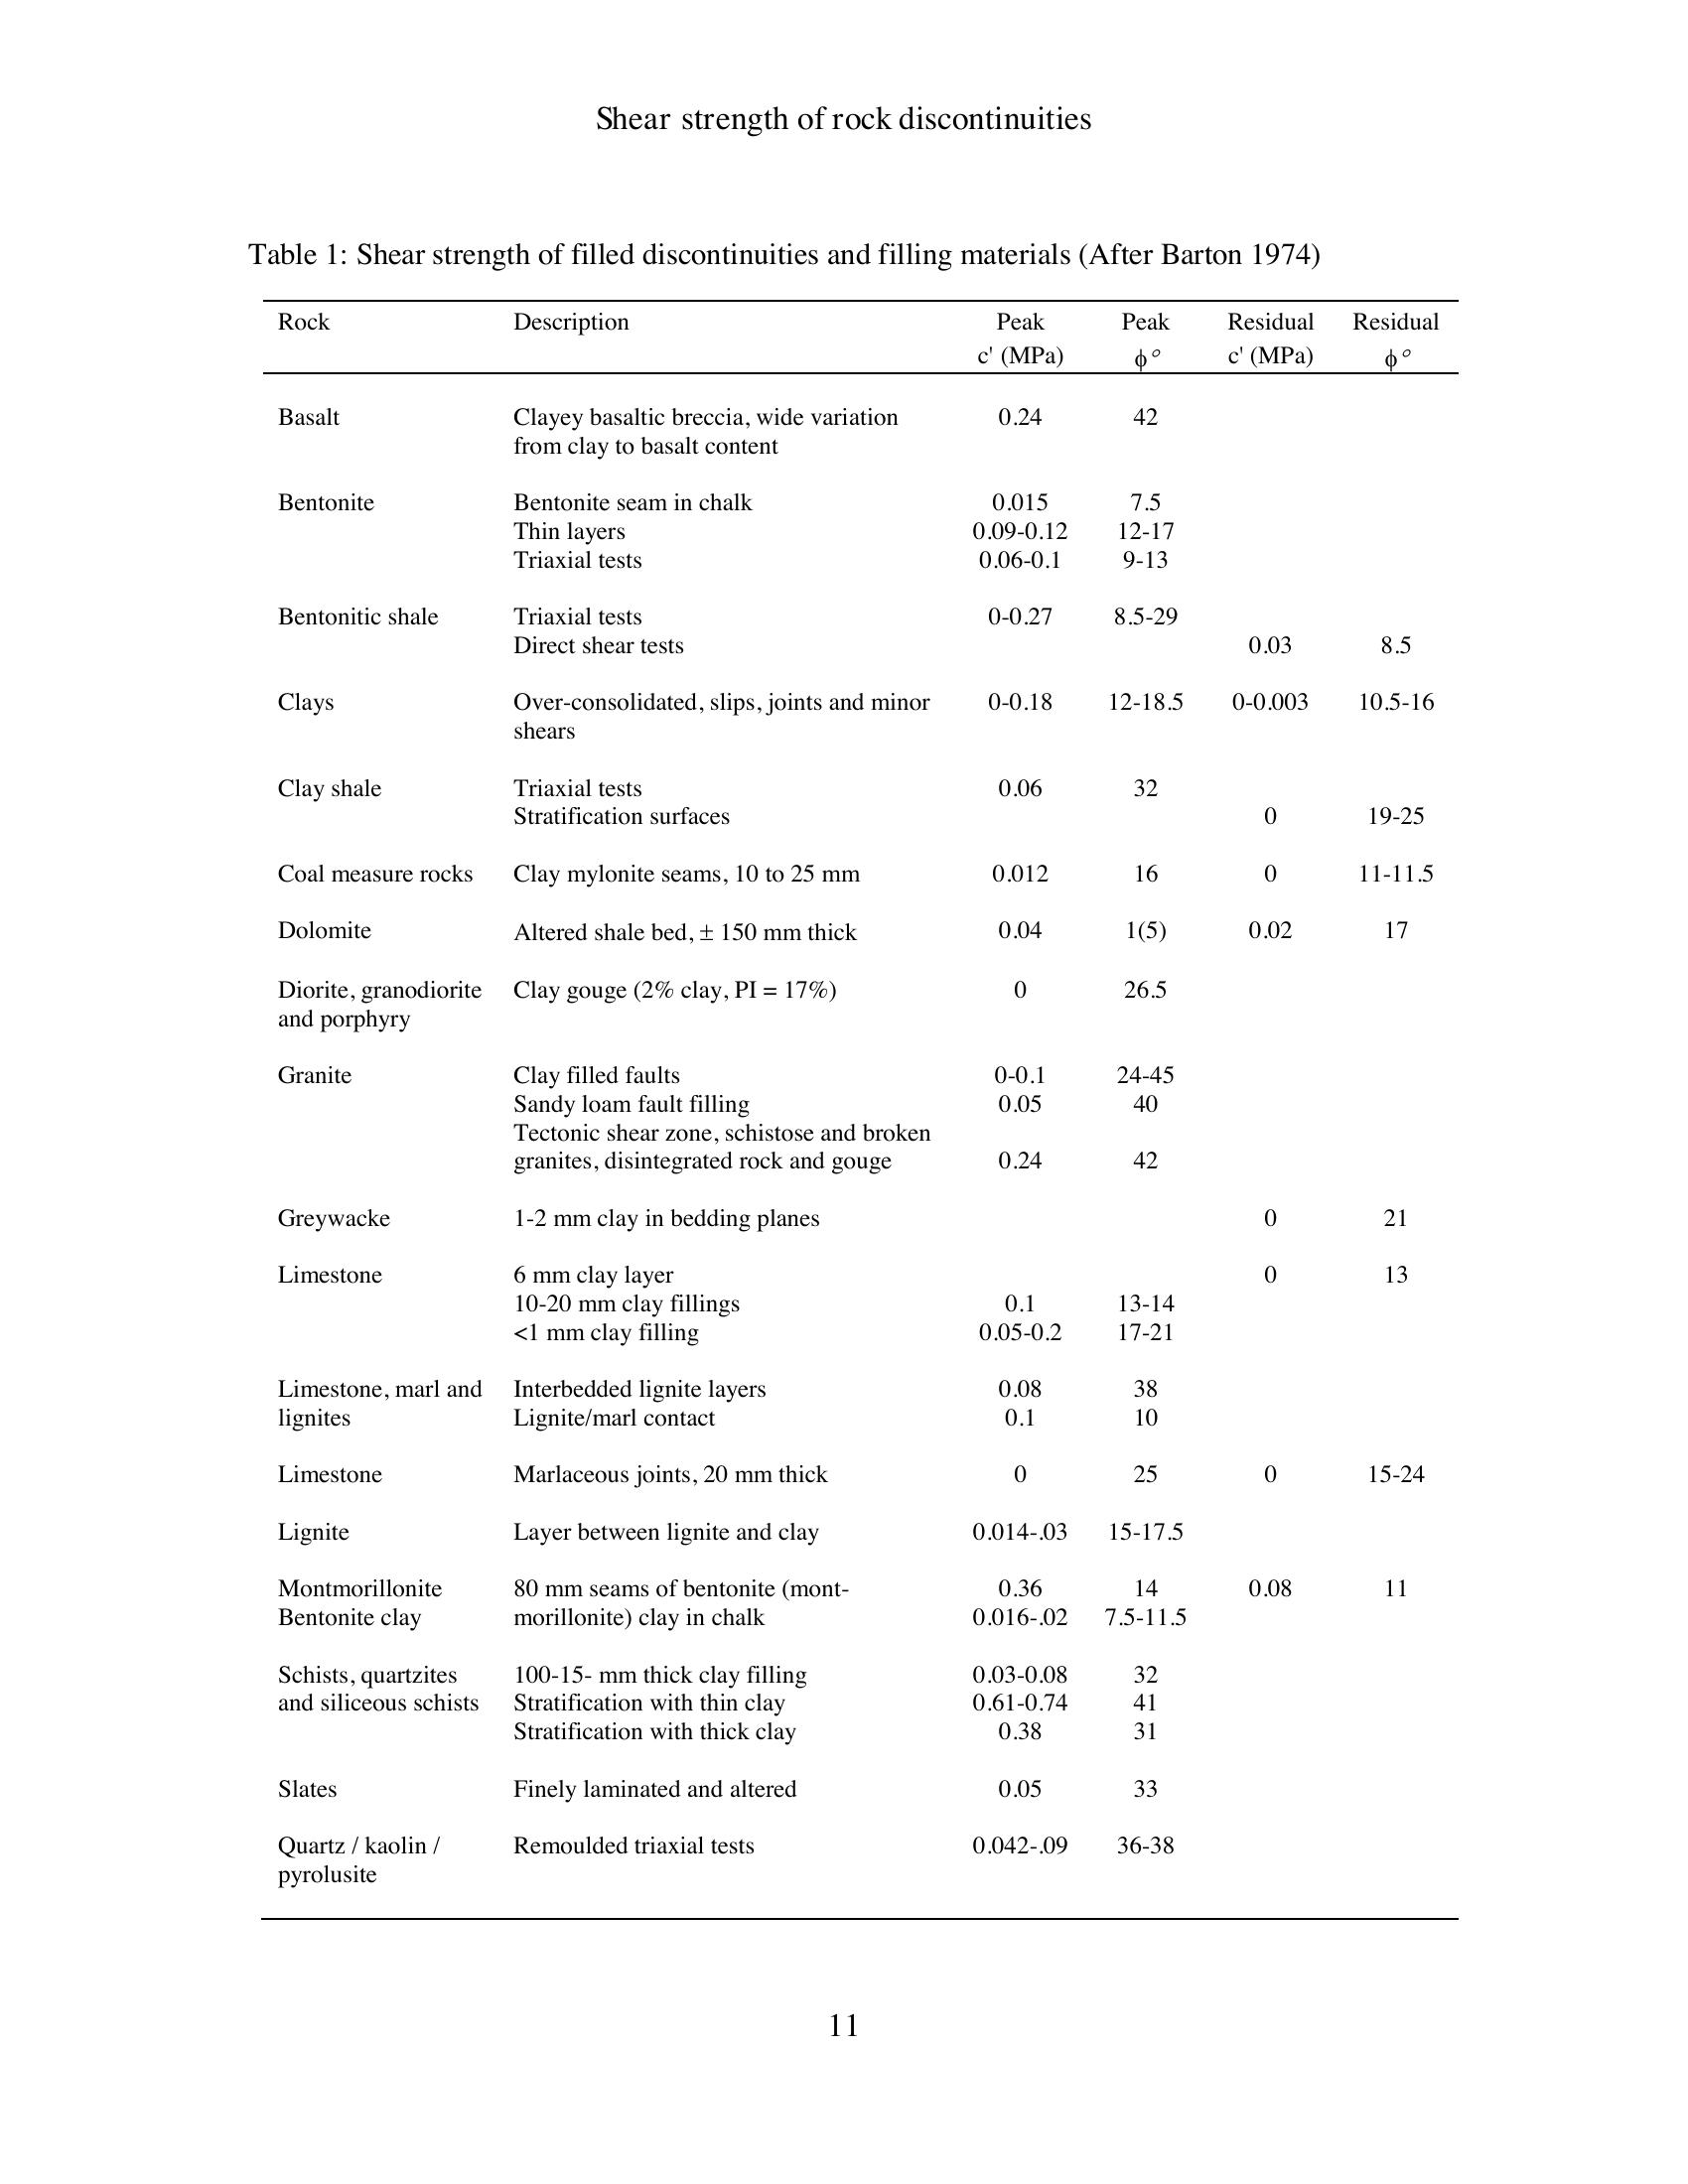 Shear strength of rock discontinuities
Table 1: Shear strength of filled discontinuities and filling materials (After Barton 1974)
Rock Description Peak Peak Residual Residual
c' (MPa) ϕ° c' (MPa) ϕ°
Basalt Clayey basaltic breccia, wide variation 0.24 42
from clay to basalt content
Bentonite Bentonite seam in chalk 0.015 7.5
Thin layers 0.09-0.12 12-17
Triaxial tests 0.06-0.1 9-13
Bentonitic shale Triaxial tests 0-0.27 8.5-29
Direct shear tests 0.03 8.5
Clays Over-consolidated, slips, joints and minor 0-0.18 12-18.5 0-0.003 10.5-16
shears
Clay shale Triaxial tests 0.06 32
Stratification surfaces 0 19-25
Coal measure rocks Clay mylonite seams, 10 to 25 mm 0.012 16 0 11-11.5
Dolomite Altered shale bed, ± 150 mm thick 0.04 1(5) 0.02 17
Diorite, granodiorite Clay gouge (2% clay, PI = 17%) 0 26.5
and porphyry
Granite Clay filled faults 0-0.1 24-45
Sandy loam fault filling 0.05 40
Tectonic shear zone, schistose and broken
granites, disintegrated rock and gouge 0.24 42
Greywacke 1-2 mm clay in bedding planes 0 21
Limestone 6 mm clay layer 0 13
10-20 mm clay fillings 0.1 13-14
<1 mm clay filling 0.05-0.2 17-21
Limestone, marl and Interbedded lignite layers 0.08 38
lignites Lignite/marl contact 0.1 10
Limestone Marlaceous joints, 20 mm thick 0 25 0 15-24
Lignite Layer between lignite and clay 0.014-.03 15-17.5
Montmorillonite 80 mm seams of bentonite (mont- 0.36 14 0.08 11
Bentonite clay morillonite) clay in chalk 0.016-.02 7.5-11.5
Schists, quartzites 100-15- mm thick clay filling 0.03-0.08 32
and siliceous schists Stratification with thin clay 0.61-0.74 41
Stratification with thick clay 0.38 31
Slates Finely laminated and altered 0.05 33
Quartz / kaolin / Remoulded triaxial tests 0.042-.09 36-38
pyrolusite
11